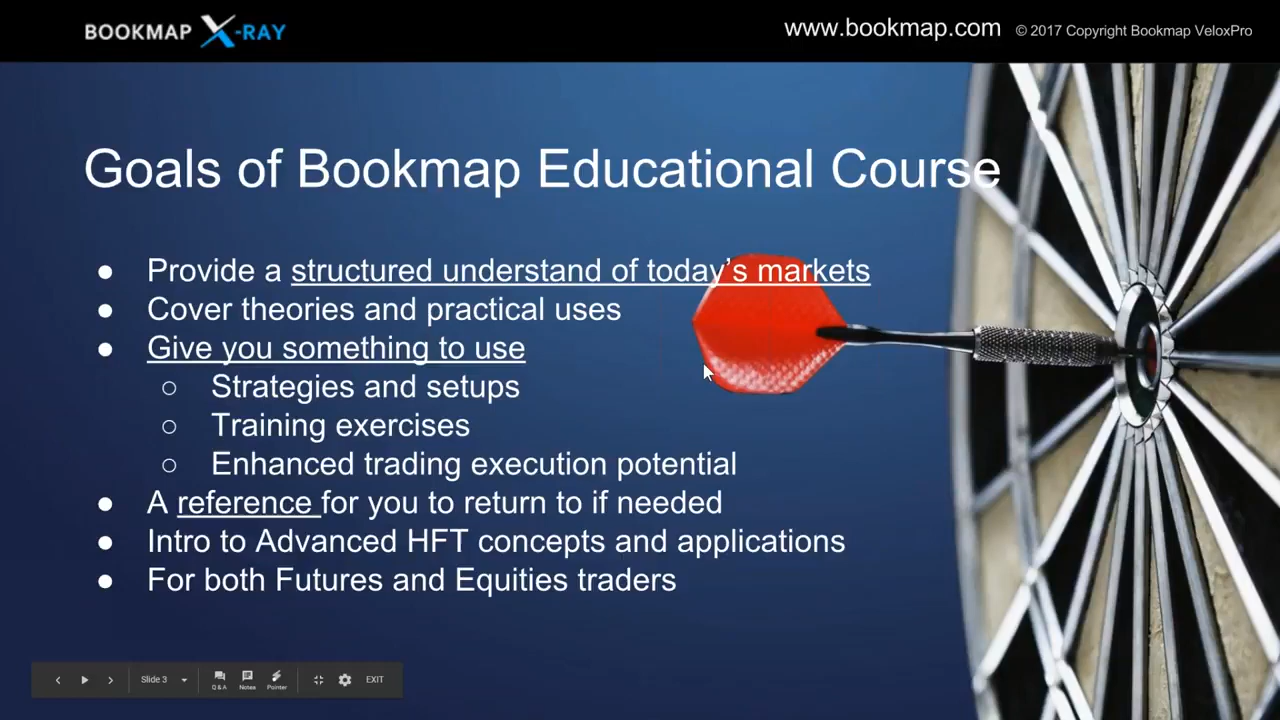 BOOKMAP X-RAY
www.bookmap.com © 2017 Copyright Bookmap VeloxPro
Goals of Bookmap Educational Course
● Provide a structured understand of today’s markets
● Cover theories and practical uses
● Give you something to use
○ Strategies and setups
○ Training exercises
○ Enhanced trading execution potential
● A reference for you to return to if needed
● Intro to Advanced HFT concepts and applications
● For both Futures and Equities traders
Slide 3
Q & A
Notes
Pointer
EXIT